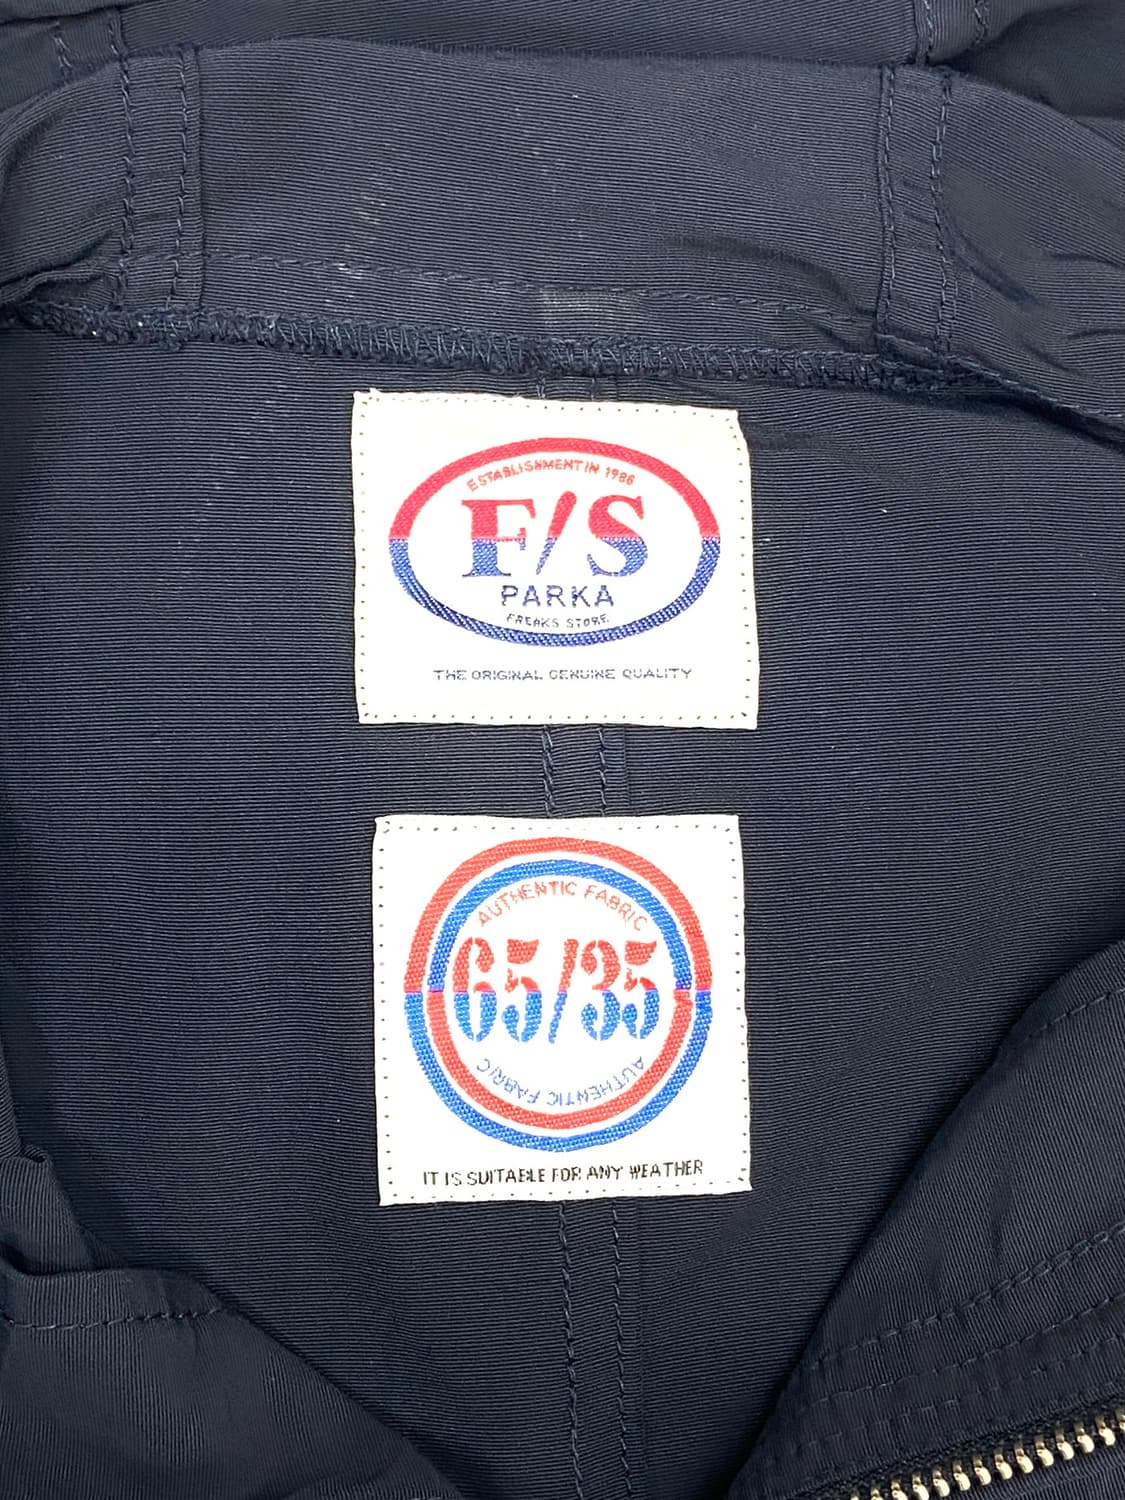 ESTABLISHMENT IN 1986
F/S
PARKA
FREAKS STORE
THE ORIGINAL GENUINE QUALITY
AUTHENTIC FABRIC
65/35
AUTHENTIC FABRIC
IT IS SUITABLE FOR ANY WEATHER